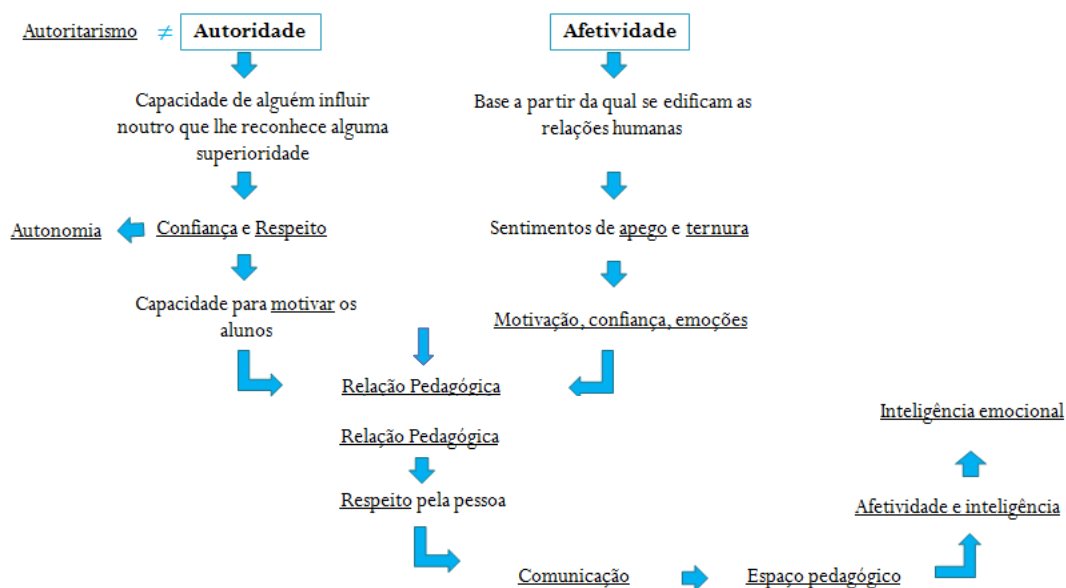 Autoritarismo ≠ Autoridade
Afetividade
Capacidade de alguém influir
noutro que lhe reconhece alguma
superioridade
Base a partir da qual se edificam as
relações humanas
Autonomia
Confiança e Respeito
Sentimentos de apego e ternura
Capacidade para motivar os
alunos
Motivação, confiança, emoções
Relação Pedagógica
Relação Pedagógica
Respeito pela pessoa
Comunicação
Espaço pedagógico
Afetividade e inteligência
Inteligência emocional